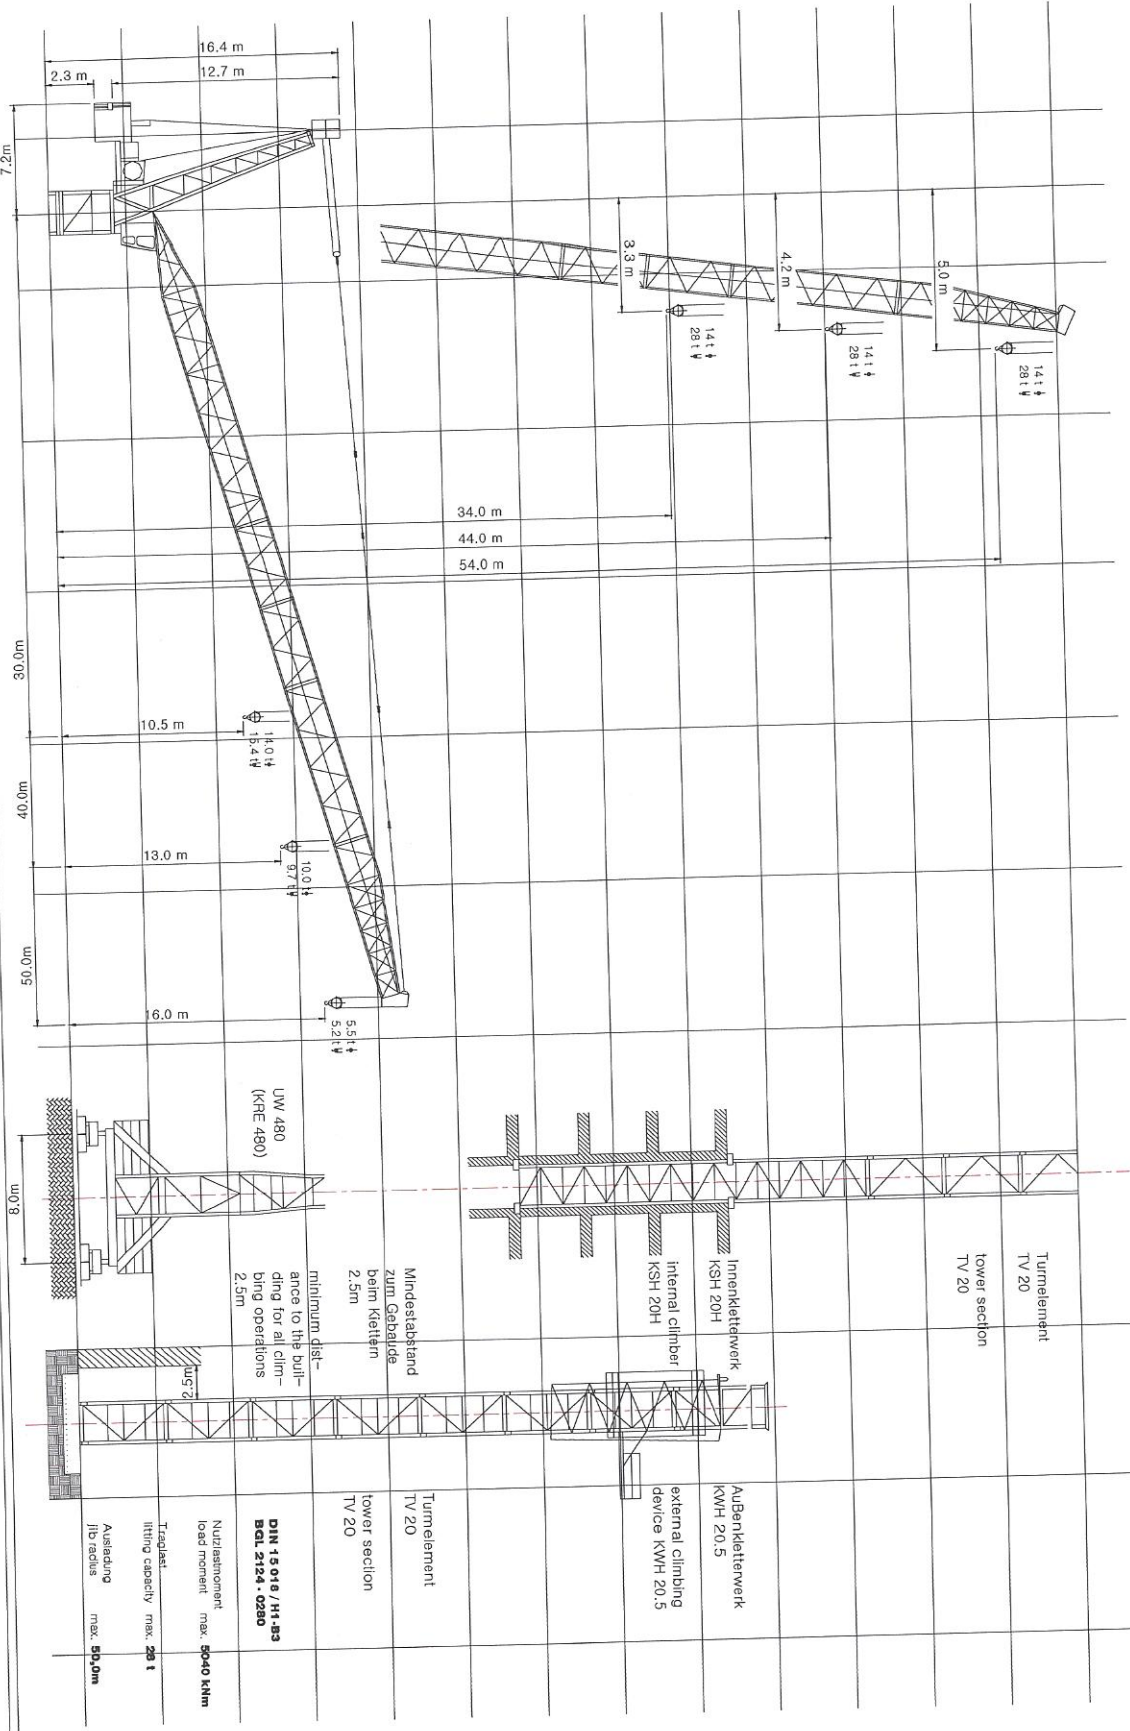 16.4 m
2.3 m
12.7 m
7.2m
3.3 m
4.2 m
5.0 m
14 t
28 t
14 t
28 t
14 t
28 t
34.0 m
44.0 m
54.0 m
30.0m
40.0m
50.0m
10.5 m
14.0 t
15.4 t
13.0 m
10.0 t
9.7 t
16.0 m
5.5 t
5.2 t
UW 480
(KRE 480)
8.0m
Turmelement
TV 20
tower section
TV 20
Innenkletterwerk
KSH 20H
internal climber
KSH 20H
Mindestabstand
zum Gebäude
beim Klettern
2.5m
minimum dist-
ance to the buil-
ding for all clim-
bing operations
2.5m
2.5m
Außenkletterwerk
KWH 20.5
external climbing
device KWH 20.5
Turmelement
TV 20
tower section
TV 20
DIN 15 018 / H1-B3
BGL 2124 - 0280
Nutzlastmoment
load moment max. 5040 kNm
Traglast
lifting capacity max. 28 t
Ausladung
jib radius max. 50,0m